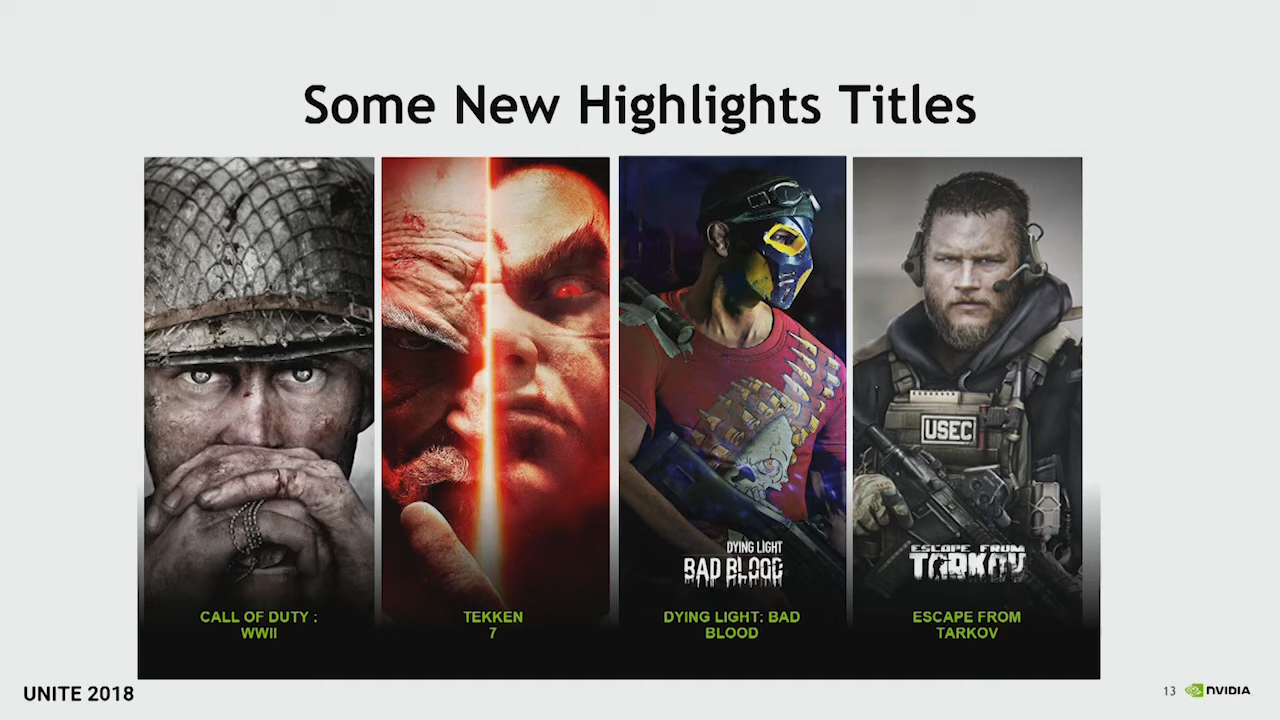 Some New Highlights Titles
USEC
DYING LIGHT
BAD BLOOD
ESCAPE FROM
TARKOV
CALL OF DUTY :
WWII
TEKKEN
7
DYING LIGHT: BAD
BLOOD
ESCAPE FROM
TARKOV
UNITE 2018
13
NVIDIA